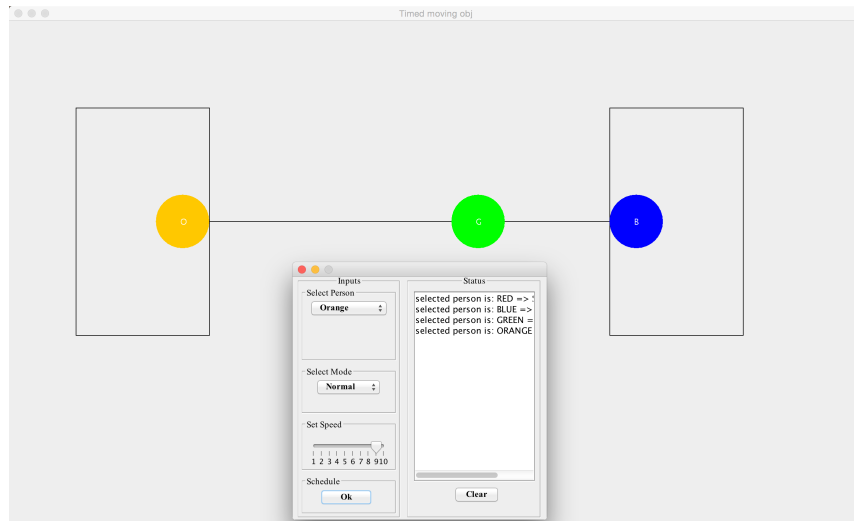 Timed moving obj
O
G
B
Inputs
Status
Select Person
Orange
Select Mode
Normal
Set Speed
1 2 3 4 5 6 7 8 9 10
Schedule
Ok
selected person is: RED =>
selected person is: BLUE =>
selected person is: GREEN =
selected person is: ORANGE
Clear